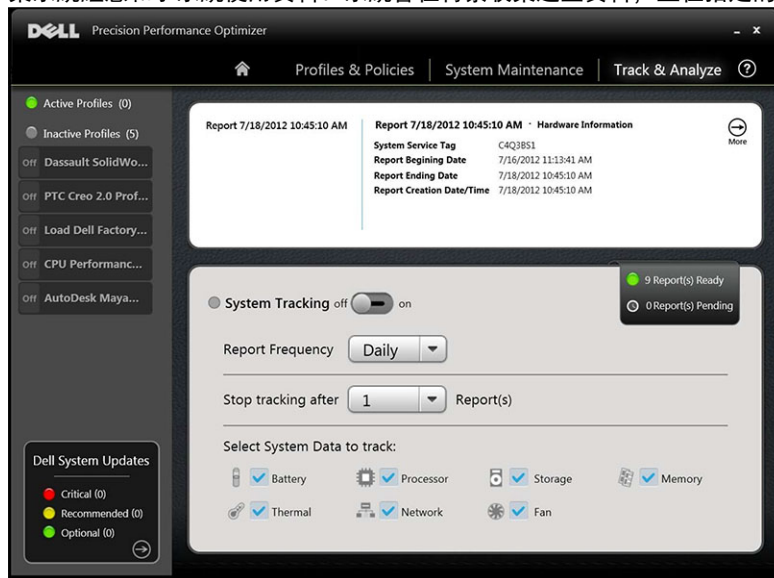 DELL Precision Performance Optimizer
Profiles & Policies
System Maintenance
Track & Analyze
?
Active Profiles (0)
Inactive Profiles (5)
Off Dassault SolidWo...
Off PTC Creo 2.0 Prof...
Off Load Dell Factory...
Off CPU Performanc...
Off AutoDesk Maya...
Dell System Updates
Critical (0)
Recommended (0)
Optional (0)
Report 7/18/2012 10:45:10 AM
Report 7/18/2012 10:45:10 AM · Hardware Information
More
System Service Tag C4Q3BS1
Report Begining Date 7/16/2012 11:13:41 AM
Report Ending Date 7/18/2012 10:45:10 AM
Report Creation Date/Time 7/18/2012 10:45:10 AM
9 Report(s) Ready
0 Report(s) Pending
System Tracking off on
Report Frequency Daily
Stop tracking after 1 Report(s)
Select System Data to track:
Battery Processor Storage Memory
Thermal Network Fan